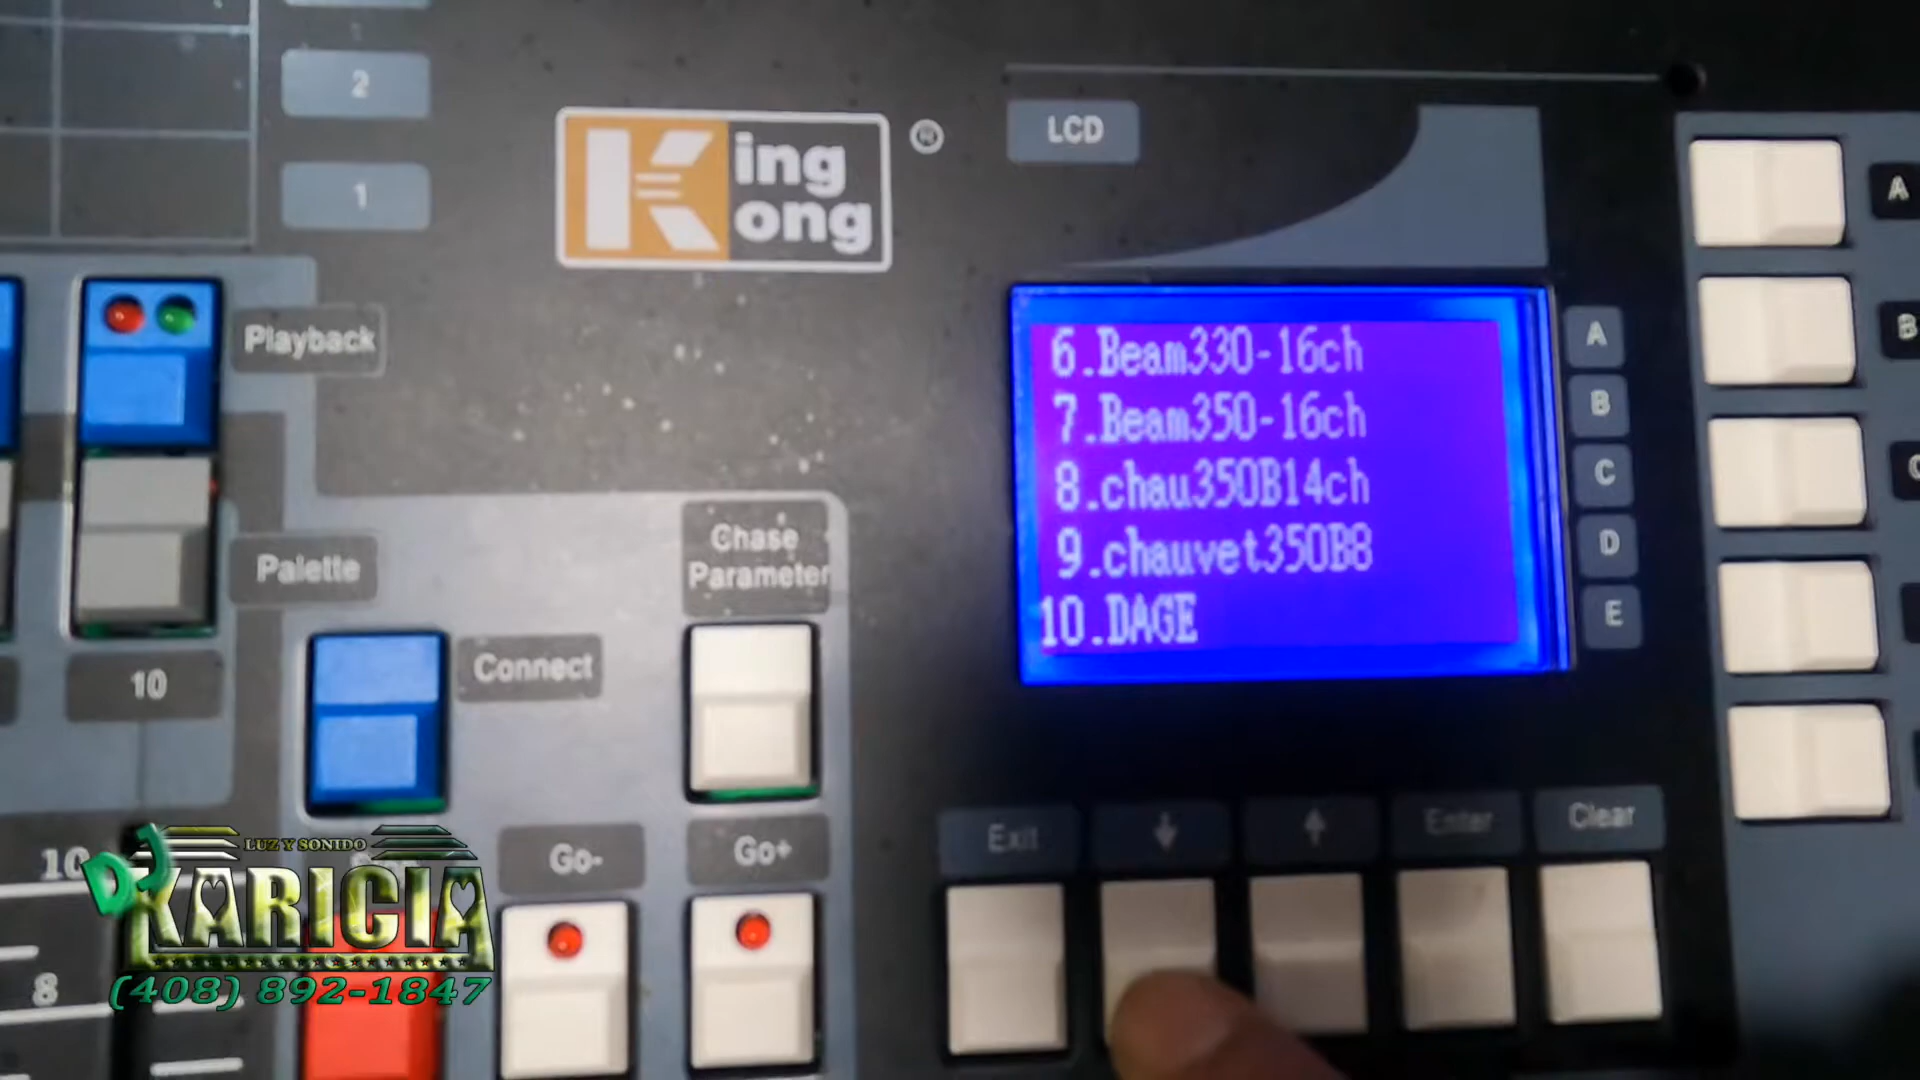 2
1
King
Kong
®
LCD
A
B
C
6.Beam330-16ch
7.Beam350-16ch
8.chau350B14ch
9.chauvet350B8
10.DAGE
A
B
C
D
E
Playback
Palette
10
Connect
Chase
Parameter
Go-
Go+
Exit
Enter
Clear
10
8
LUZ Y SONIDO
DJ KARICIA
(408) 892-1847